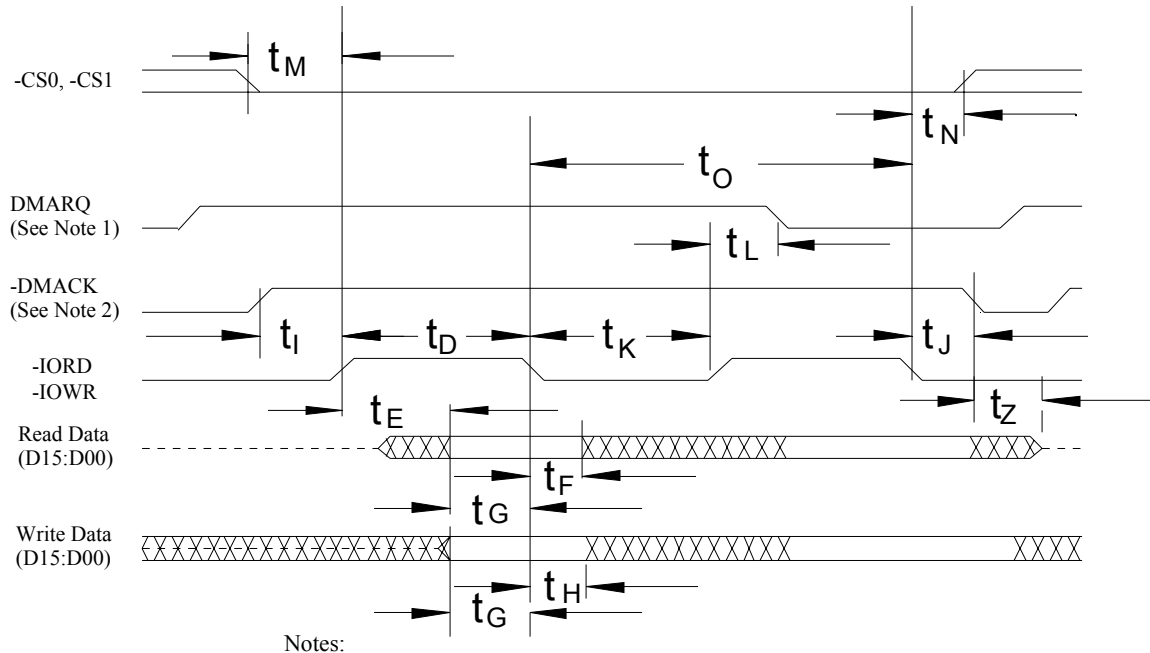 tM
-CS0, -CS1
tN
tO
DMARQ
(See Note 1)
tL
-DMACK
(See Note 2)
tI
tD
tK
tJ
-IORD
-IOWR
tZ
tE
Read Data
(D15:D00)
tF
tG
Write Data
(D15:D00)
tH
tG
Notes: